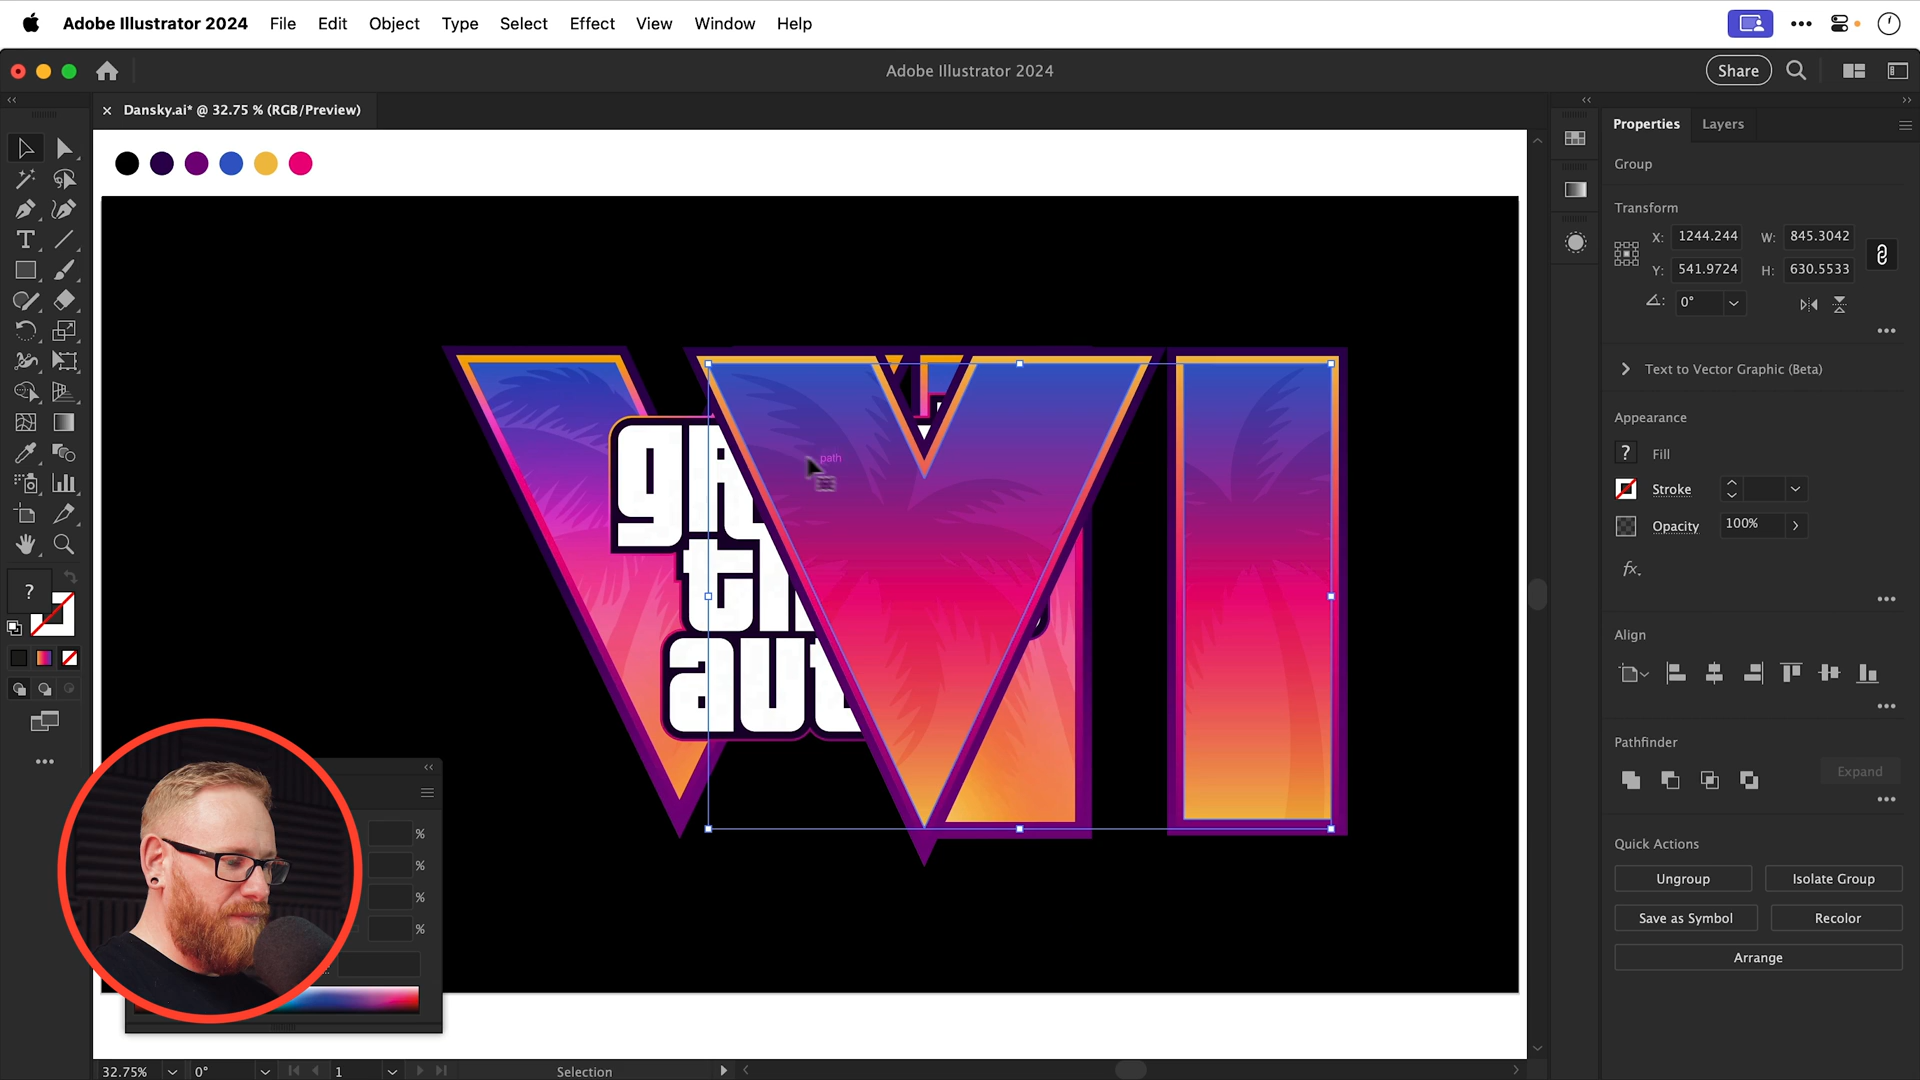 Adobe Illustrator 2024 File Edit Object Type Select Effect View Window Help
Adobe Illustrator 2024
Share
Dansky.ai* @ 32.75 % (RGB/Preview)
Properties Layers
Group
Transform
X: 1244.244 W: 845.3042
Y: 541.9724 H: 630.5533
0°
Text to Vector Graphic (Beta)
Appearance
? Fill
Stroke
Opacity 100%
fx.
Align
Pathfinder
Expand
Quick Actions
Ungroup Isolate Group
Save as Symbol Recolor
Arrange
VI
path
?
%
%
%
%
32.75% 0° 1 Selection